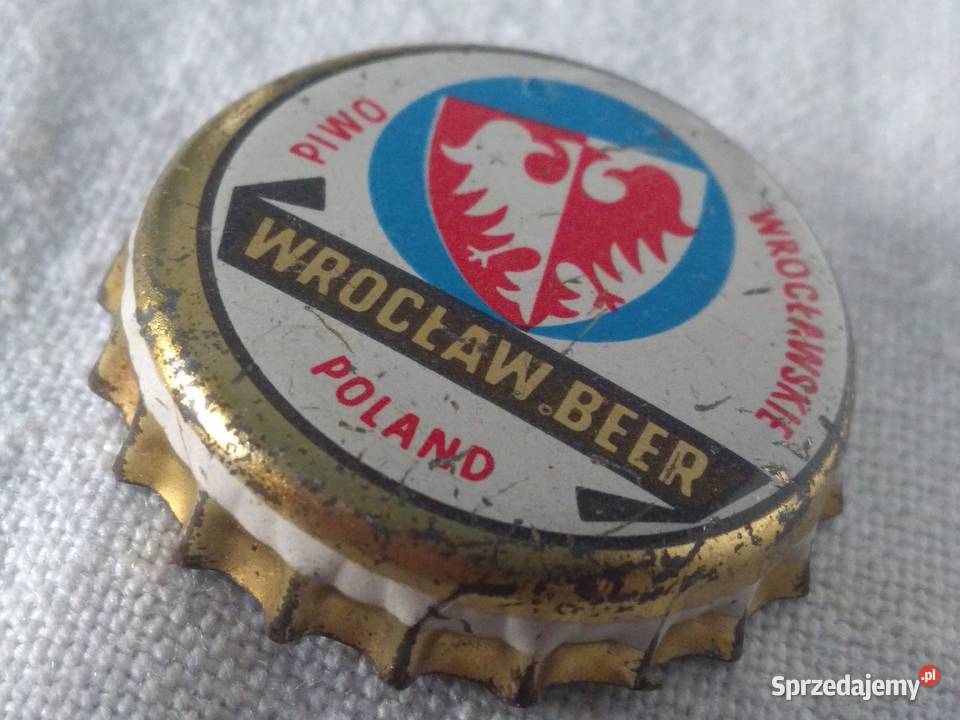 PIWO
WROCŁAWSKIE
WROCŁAW.BEER
POLAND
Sprzedajemy.pl